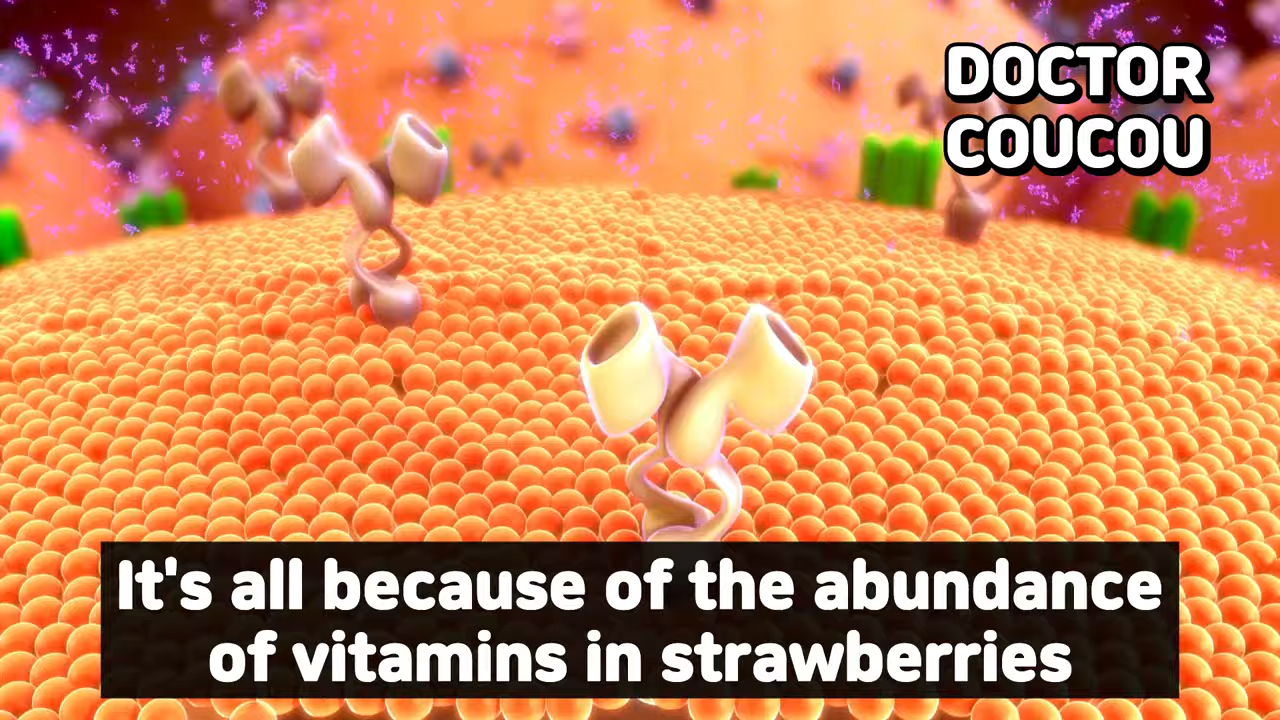 DOCTOR
COUCOU
It's all because of the abundance
of vitamins in strawberries